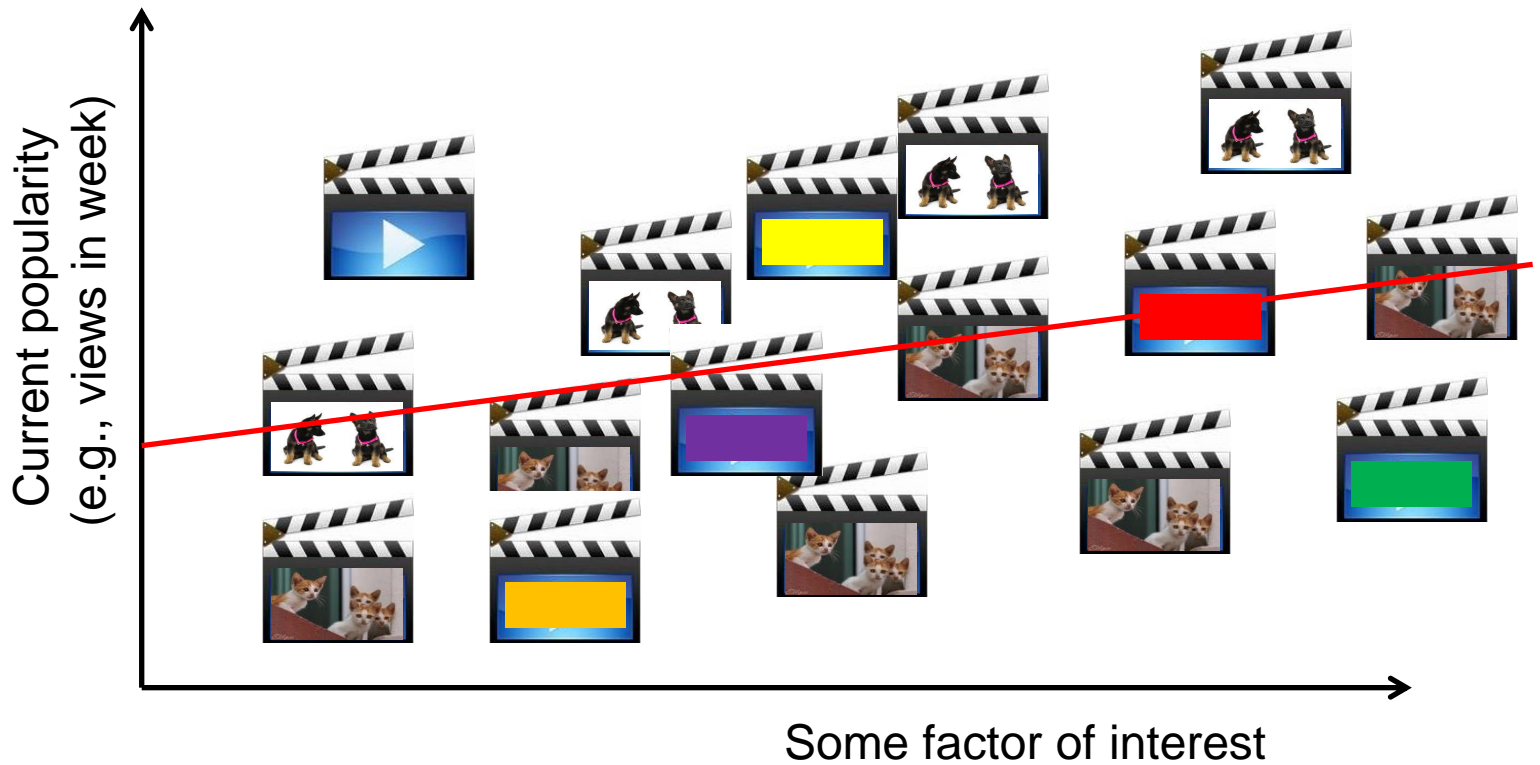 Current popularity
(e.g., views in week)
Some factor of interest